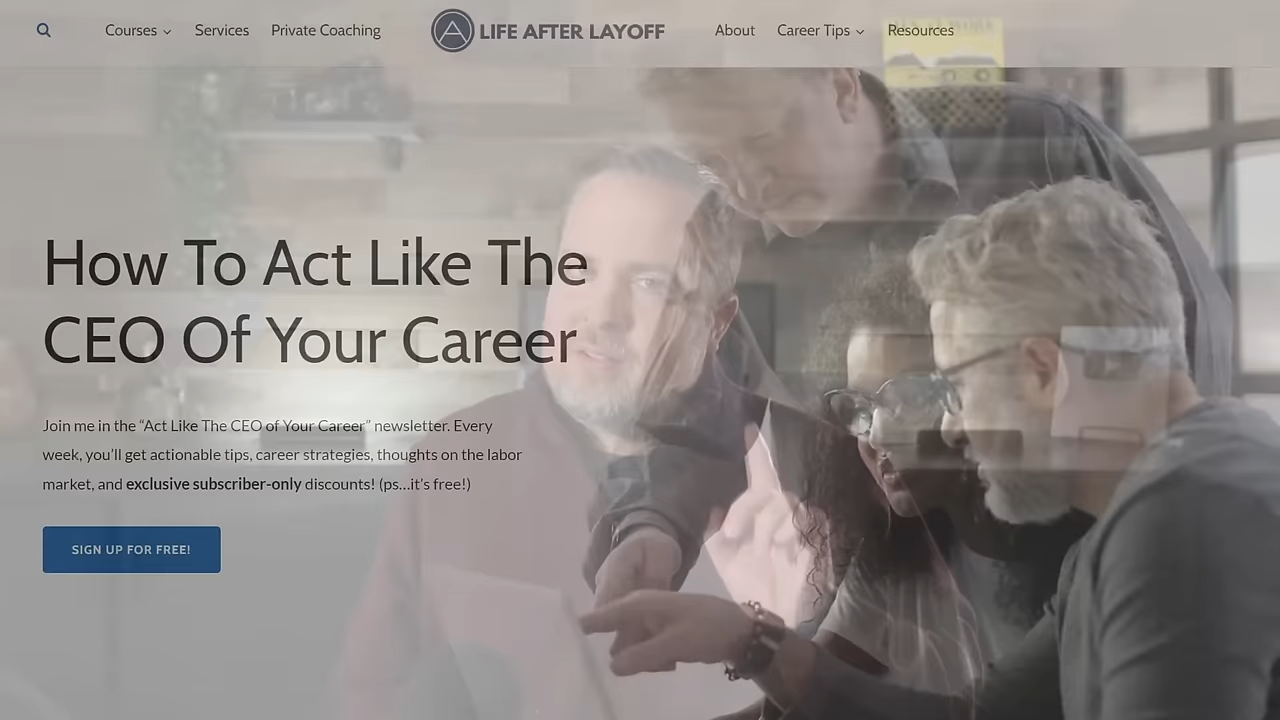 Courses Services Private Coaching LIFE AFTER LAYOFF About Career Tips Resources
How To Act Like The
CEO Of Your Career
Join me in the “Act Like The CEO of Your Career” newsletter. Every
week, you’ll get actionable tips, career strategies, thoughts on the labor
market, and exclusive subscriber-only discounts! (ps...it’s free!)
SIGN UP FOR FREE!